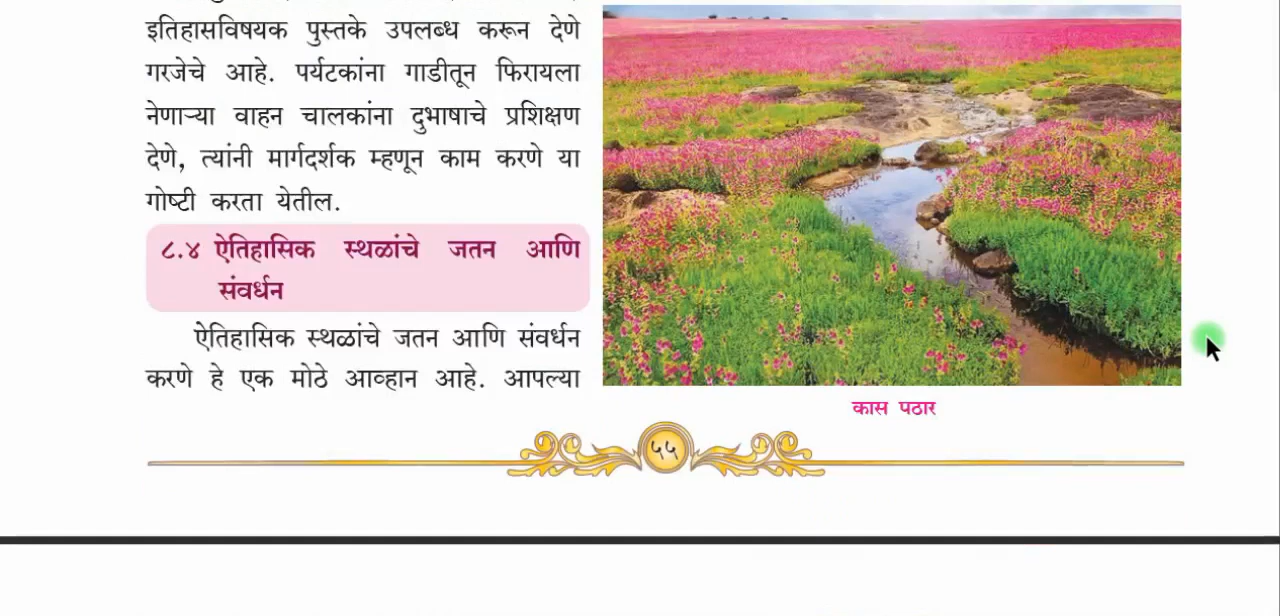 इतिहासविषयक पुस्तके उपलब्ध करून देणे
गरजेचे आहे. पर्यटकांना गाडीतून फिरायला
नेणाऱ्या वाहन चालकांना दुभाषाचे प्रशिक्षण
देणे, त्यांनी मार्गदर्शक म्हणून काम करणे या
गोष्टी करता येतील.
८.४ ऐतिहासिक स्थळांचे जतन आणि
संवर्धन
ऐतिहासिक स्थळांचे जतन आणि संवर्धन
करणे हे एक मोठे आव्हान आहे. आपल्या
कास पठार
५५